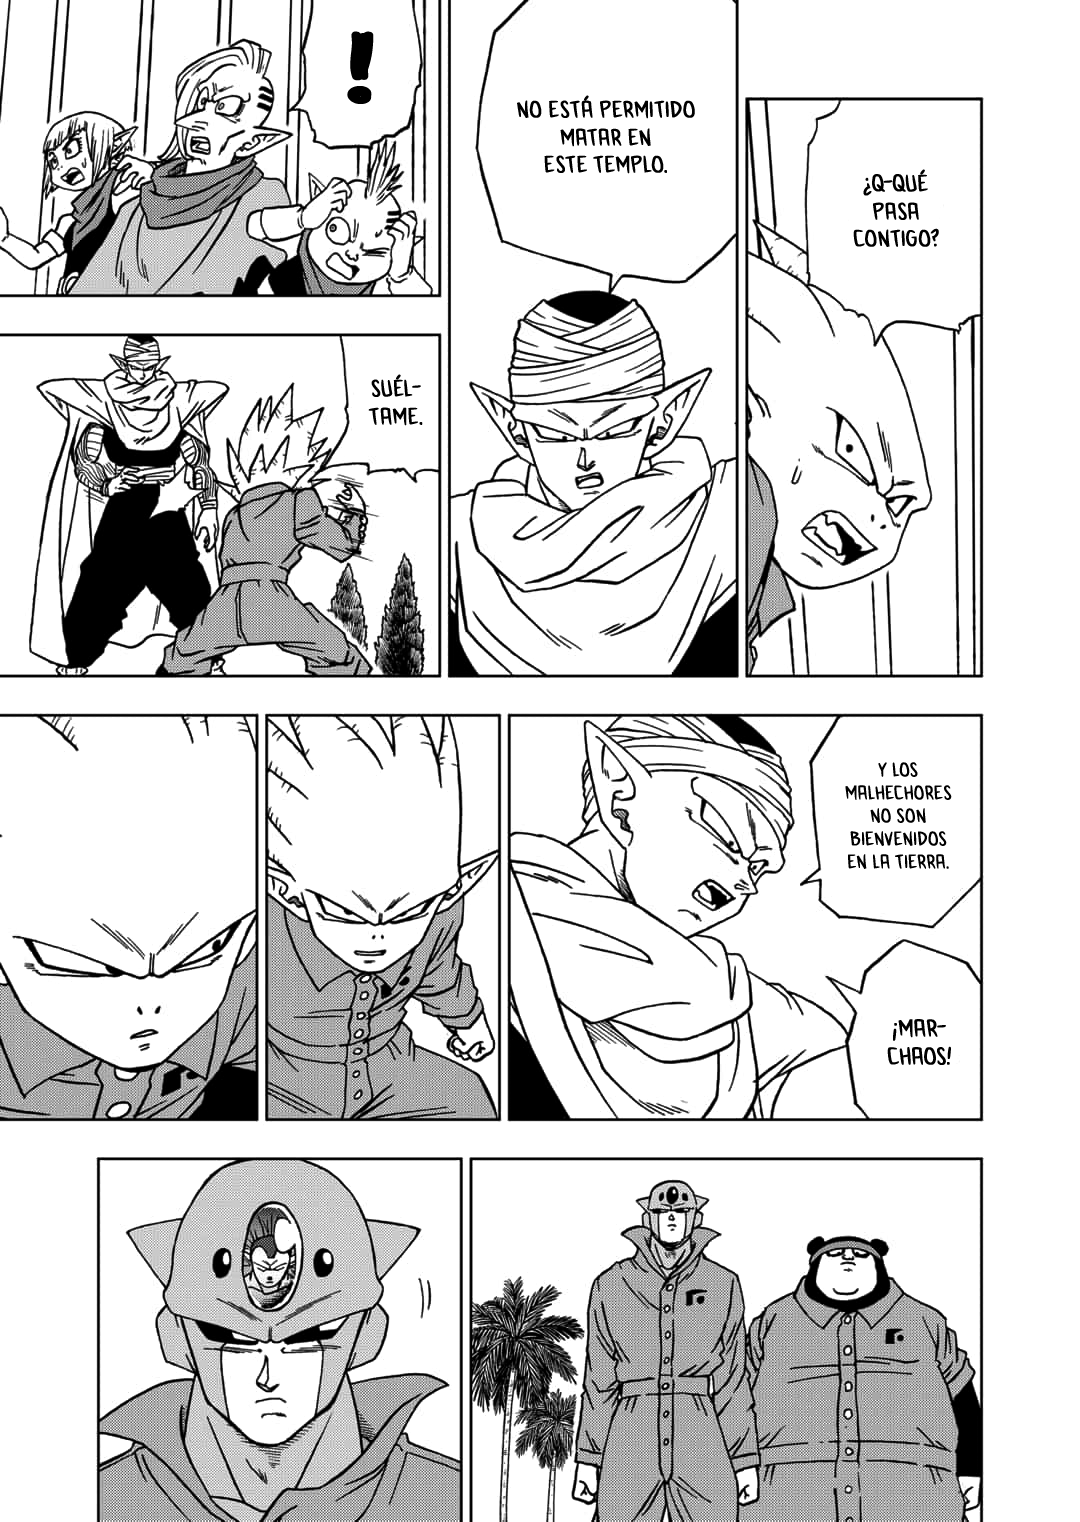 ¿Q-QUÉ
PASA
CONTIGO?
NO ESTÁ PERMITIDO
MATAR EN
ESTE TEMPLO.
!
SUÉL-
TAME.
Y LOS
MALHECHORES
NO SON
BIENVENIDOS
EN LA TIERRA.
¡MAR-
CHAOS!